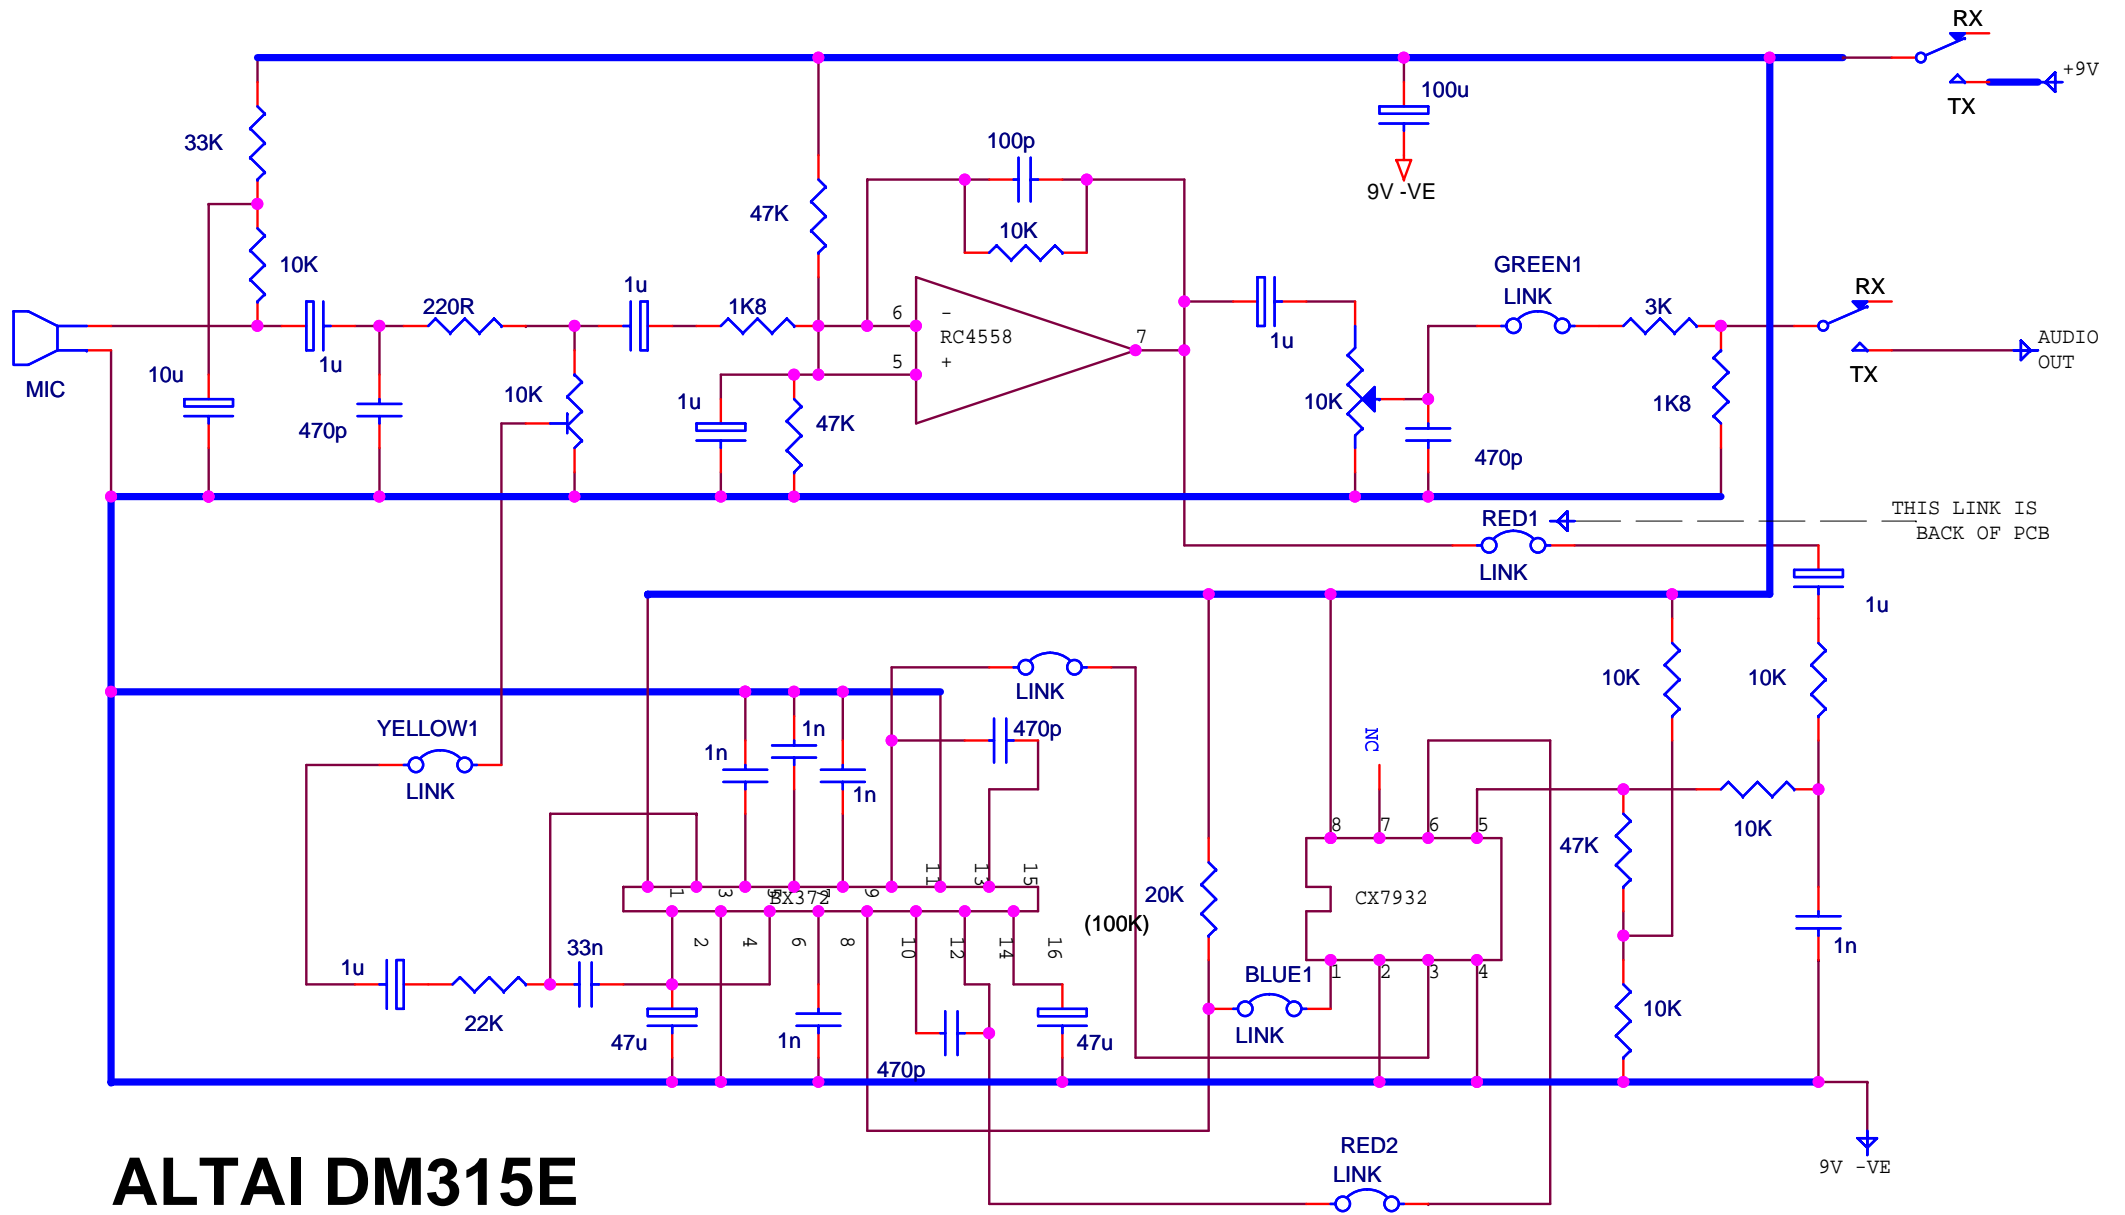 RX
+9V
TX
100u
9V -VE
33K
100p
47K
10K
10K
GREEN1
LINK
1u
220R
1K8
6
-
RC4558
7
5
+
3K
RX
AUDIO
OUT
TX
MIC
10u
1u
470p
10K
1u
47K
1u
10K
470p
1K8
RED1
LINK
THIS LINK IS
BACK OF PCB
1u
LINK
10K
10K
YELLOW1
LINK
1n
1n
1n
470p
NC
8
7
6
5
47K
10K
1
3
9
11
13
15
BX372
20K
(100K)
CX7932
2
4
6
8
10
12
14
16
1n
33n
1u
22K
47u
1n
470p
47u
BLUE1
LINK
1
2
3
4
10K
ALTAI DM315E
RED2
LINK
9V -VE